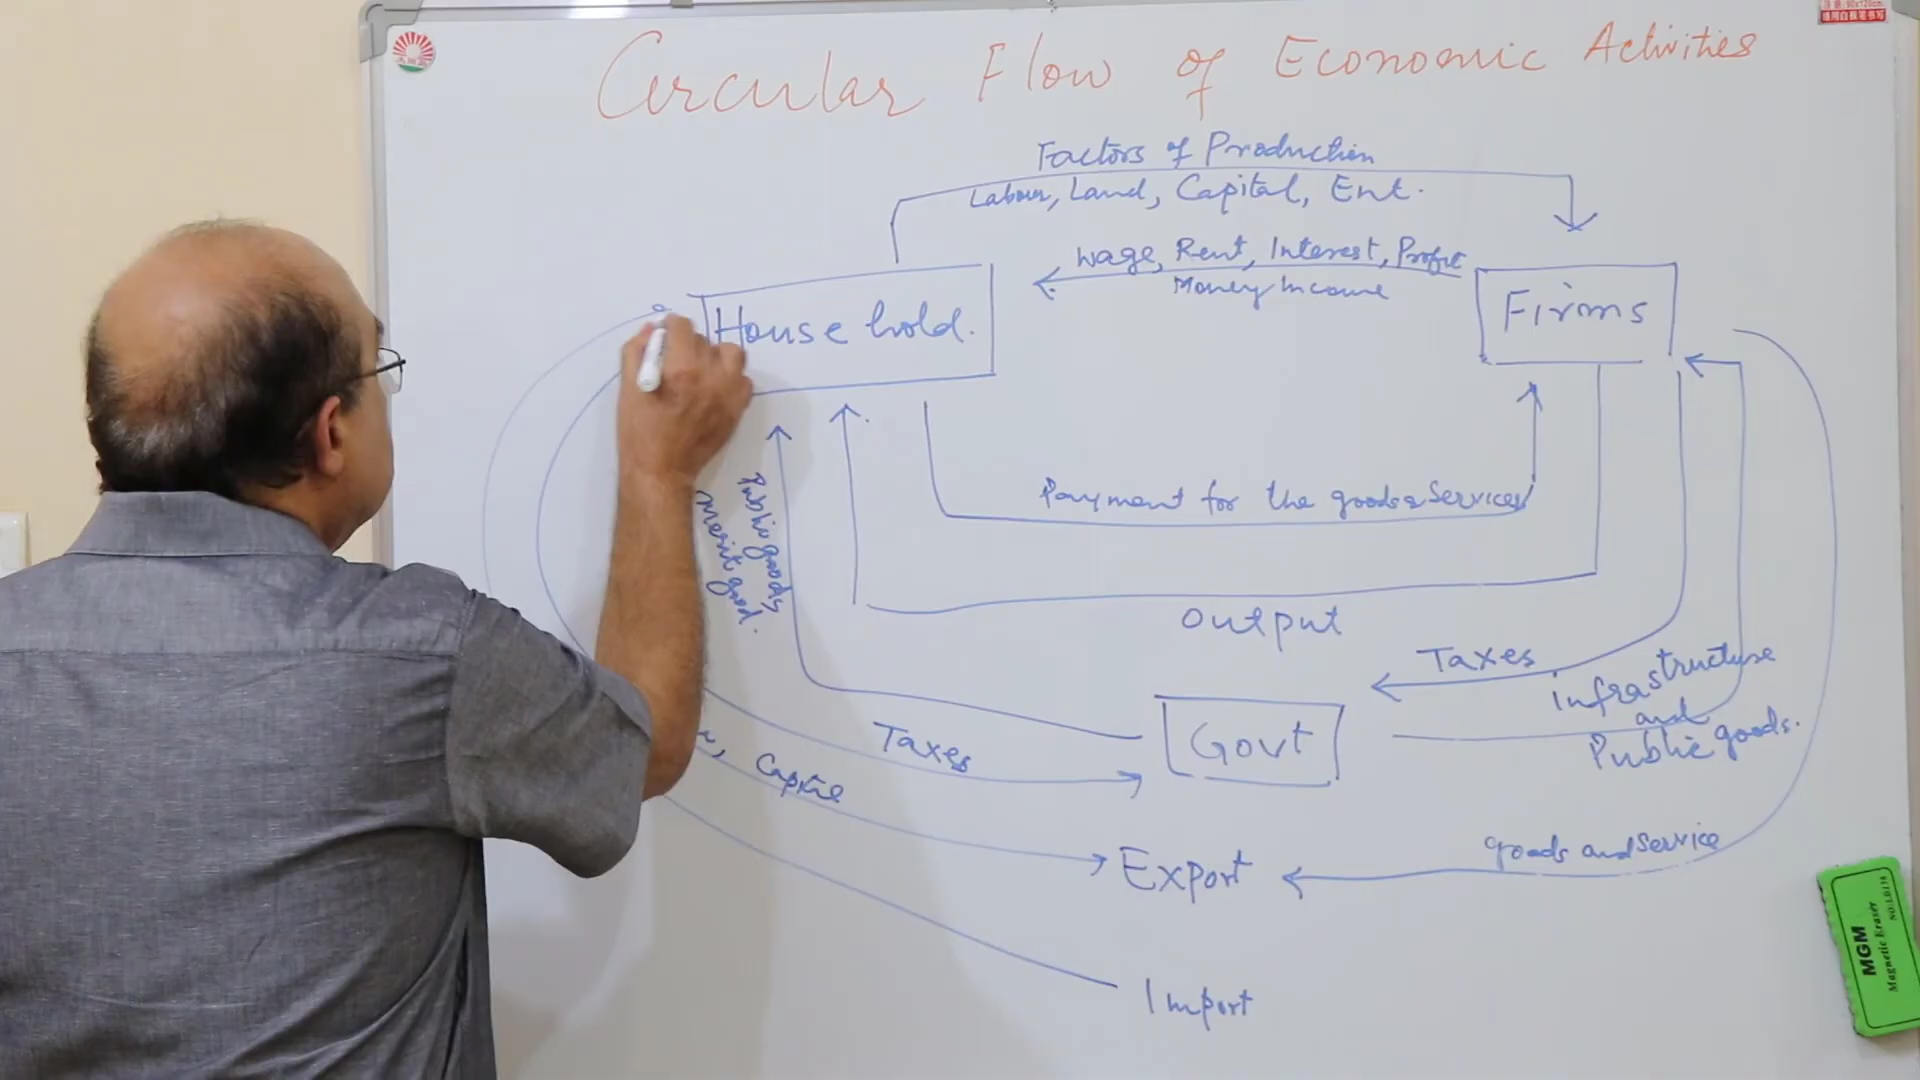 Circular Flow of Economic Activities
Factors of Production
Labour, Land, Capital, Ent.
Wage, Rent, Interest, Profit
Money Income
House hold.
Firms
Payment for the goods & Services
Public goods
merit good.
Output
Taxes
Infrastructure
and
Public goods.
Govt
Taxes
goods and Service
Export
Import
MGM
Magnetic Eraser